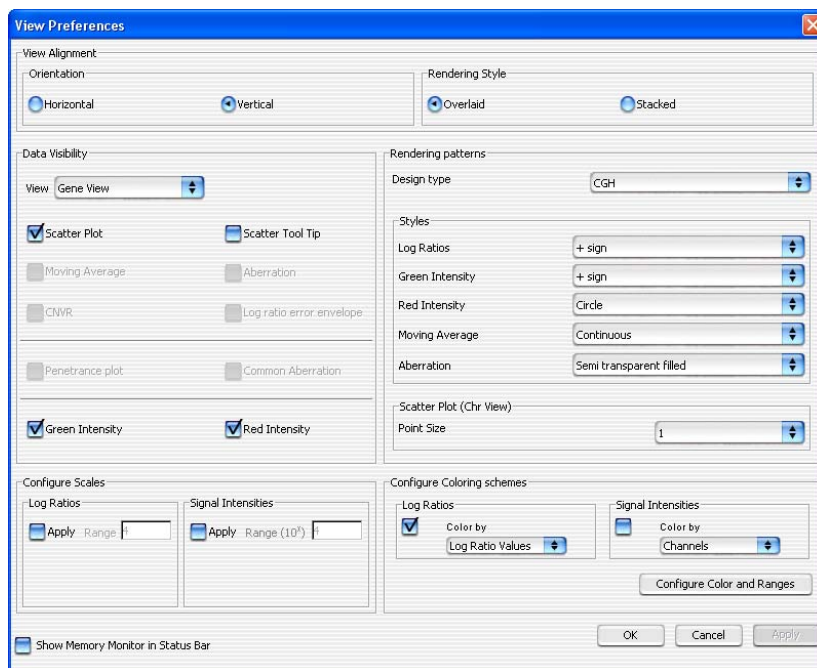 View Preferences
View Alignment
Orientation
Horizontal
Vertical
Rendering Style
Overlaid
Stacked
Data Visibility
View Gene View
Scatter Plot
Scatter Tool Tip
Moving Average
Aberration
CNVR
Log ratio error envelope
Penetrance plot
Common Aberration
Green Intensity
Red Intensity
Rendering patterns
Design type CGH
Styles
Log Ratios + sign
Green Intensity + sign
Red Intensity Circle
Moving Average Continuous
Aberration Semi transparent filled
Scatter Plot (Chr View)
Point Size 1
Configure Scales
Log Ratios
Apply Range 4
Signal Intensities
Apply Range (10ˣ) 4
Configure Coloring schemes
Log Ratios
Color by
Log Ratio Values
Signal Intensities
Color by
Channels
Configure Color and Ranges
Show Memory Monitor in Status Bar
OK Cancel Apply